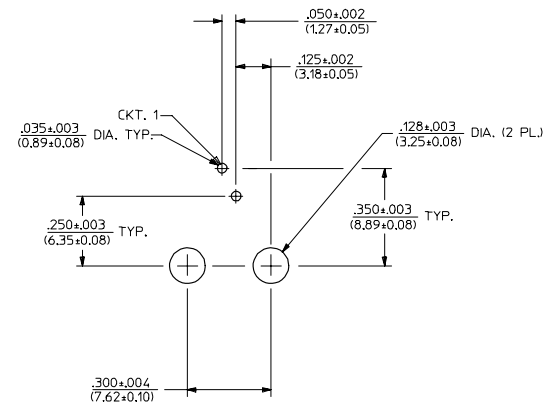 .050±.002
(1.27±0.05)
.125±.002
(3.18±0.05)
CKT. 1
.035±.003 DIA. TYP.
(0.89±0.08)
.128±.003 DIA. (2 PL.)
(3.25±0.08)
.250±.003 TYP.
(6.35±0.08)
.350±.003 TYP.
(8.89±0.08)
.300±.004
(7.62±0.10)